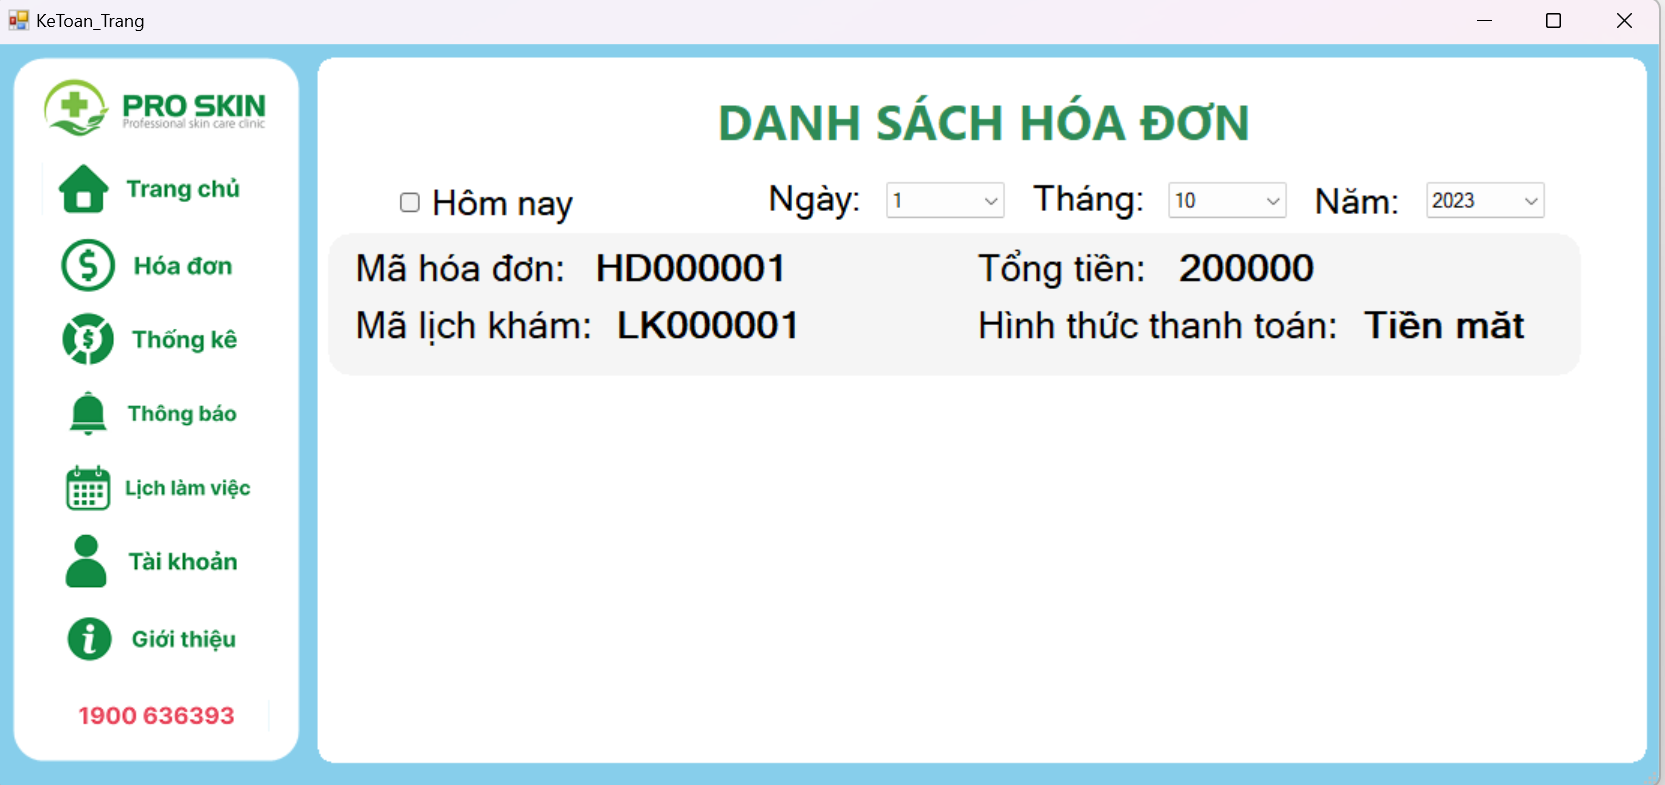 KeToan_Trang
PRO SKIN
Professional skin care clinic
Trang chủ
Hóa đơn
Thống kê
Thông báo
Lịch làm việc
Tài khoản
Giới thiệu
1900 636393
DANH SÁCH HÓA ĐƠN
Hôm nay Ngày: 1 Tháng: 10 Năm: 2023
Mã hóa đơn: HD000001 Tổng tiền: 200000
Mã lịch khám: LK000001 Hình thức thanh toán: Tiền măt